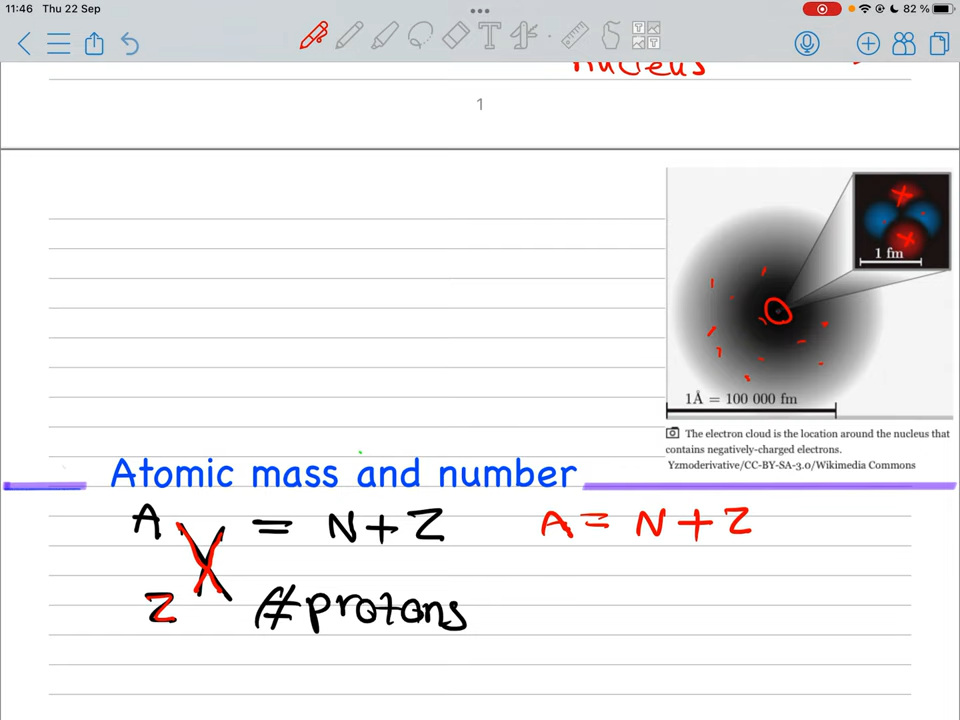 11:46 Thu 22 Sep
82 %
nucleus
1
1 fm
1Å = 100 000 fm
The electron cloud is the location around the nucleus that
contains negatively-charged electrons.
Yzmoderivative/CC-BY-SA-3.0/Wikimedia Commons
Atomic mass and number
A X = N+Z A = N + Z
Z #protons